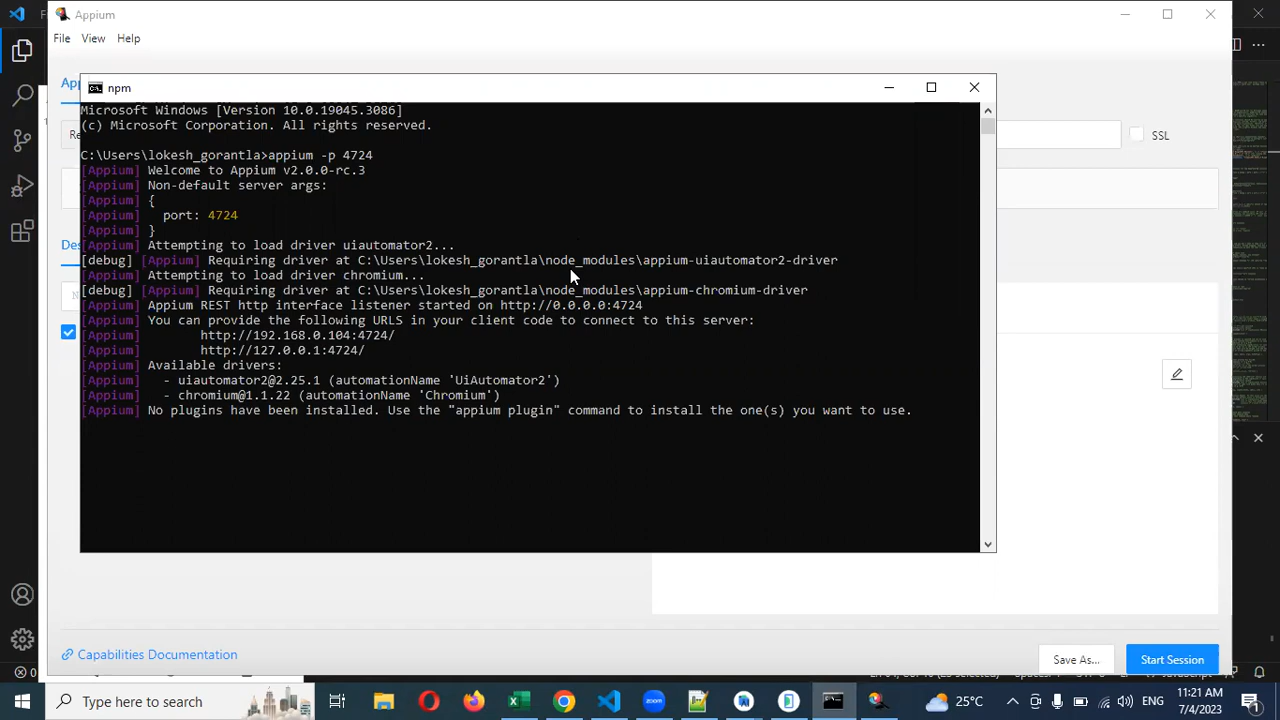 Appium
File View Help
App
SSL
npm
Microsoft Windows [Version 10.0.19045.3086]
(c) Microsoft Corporation. All rights reserved.
C:\Users\lokesh_gorantla>appium -p 4724
[Appium] Welcome to Appium v2.0.0-rc.3
[Appium] Non-default server args:
[Appium] {
[Appium]   port: 4724
[Appium] }
[Appium] Attempting to load driver uiautomator2...
[debug] [Appium] Requiring driver at C:\Users\lokesh_gorantla\node_modules\appium-uiautomator2-driver
[Appium] Attempting to load driver chromium...
[debug] [Appium] Requiring driver at C:\Users\lokesh_gorantla\node_modules\appium-chromium-driver
[Appium] Appium REST http interface listener started on http://0.0.0.0:4724
[Appium] You can provide the following URLS in your client code to connect to this server:
[Appium]        http://192.168.0.104:4724/
[Appium]        http://127.0.0.1:4724/
[Appium] Available drivers:
[Appium]   - uiautomator2@2.25.1 (automationName 'UiAutomator2')
[Appium]   - chromium@1.1.22 (automationName 'Chromium')
[Appium] No plugins have been installed. Use the "appium plugin" command to install the one(s) you want to use.
Re
Des
Capabilities Documentation
Save As...
Start Session
0
Type here to search
25°C
ENG
11:21 AM
7/4/2023